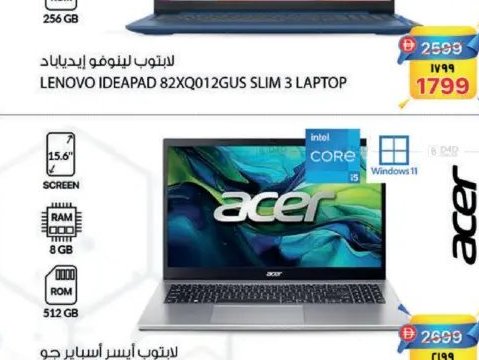 256 GB
2599
١٧٩٩
1799
لابتوب لينوفو إيدياباد
LENOVO IDEAPAD 82XQ012GUS SLIM 3 LAPTOP
15.6"
SCREEN
RAM
8 GB
ROM
512 GB
intel
CORE
i5
Windows 11
acer
acer
acer
2699
٢١٩٩
لابتوب أيسر أسباير جو